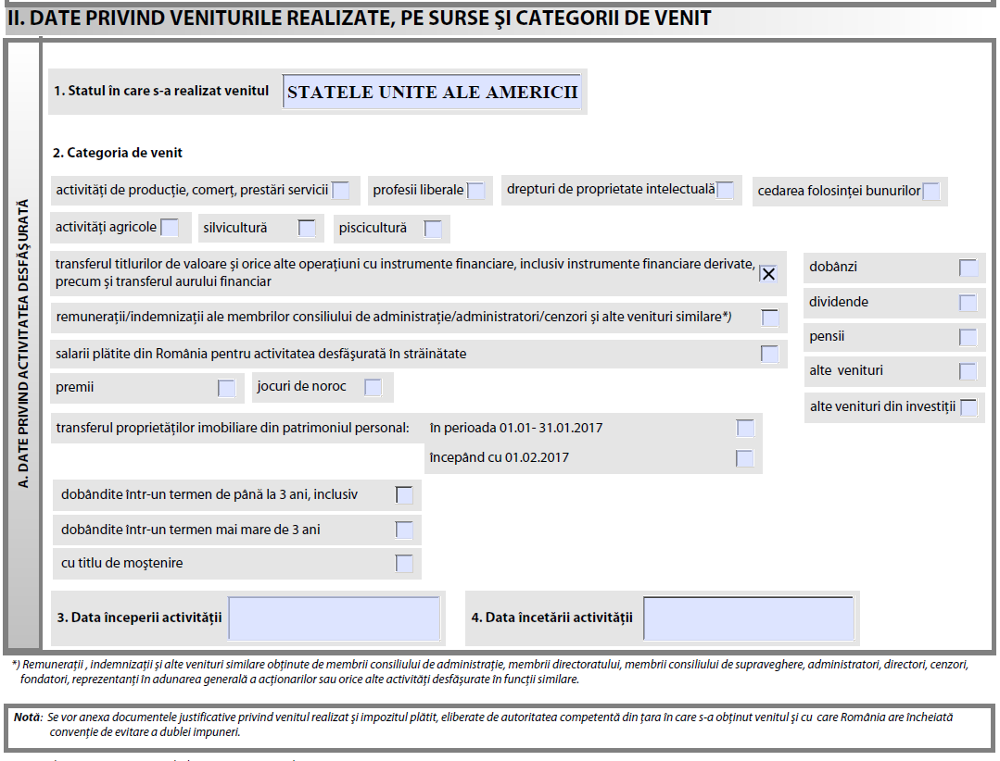 II. DATE PRIVIND VENITURILE REALIZATE, PE SURSE ŞI CATEGORII DE VENIT
A. DATE PRIVIND ACTIVITATEA DESFĂŞURATĂ
1. Statul în care s-a realizat venitul STATELE UNITE ALE AMERICII
2. Categoria de venit
activităţi de producţie, comerţ, prestări servicii profesii liberale drepturi de proprietate intelectuală cedarea folosinţei bunurilor
activităţi agricole silvicultură piscicultură
transferul titlurilor de valoare şi orice alte operaţiuni cu instrumente financiare, inclusiv instrumente financiare derivate,
precum şi transferul aurului financiar
dobânzi
dividende
remuneraţii/indemnizaţii ale membrilor consiliului de administraţie/administratori/cenzori şi alte venituri similare*)
pensii
salarii plătite din România pentru activitatea desfăşurată în străinătate
alte venituri
premii jocuri de noroc
alte venituri din investiţii
transferul proprietăţilor imobiliare din patrimoniul personal: în perioada 01.01- 31.01.2017
începând cu 01.02.2017
dobândite într-un termen de până la 3 ani, inclusiv
dobândite într-un termen mai mare de 3 ani
cu titlu de moştenire
3. Data începerii activităţii 4. Data încetării activităţii
*) Remuneraţii , indemnizaţii şi alte venituri similare obţinute de membrii consiliului de administraţie, membrii directoratului, membrii consiliului de supraveghere, administratori, directori, cenzori,
fondatori, reprezentanţi în adunarea generală a acţionarilor sau orice alte activităţi desfăşurate în funcţii similare.
Notă: Se vor anexa documentele justificative privind venitul realizat şi impozitul plătit, eliberate de autoritatea competentă din ţara în care s-a obţinut venitul şi cu care România are încheiată
convenţie de evitare a dublei impuneri.